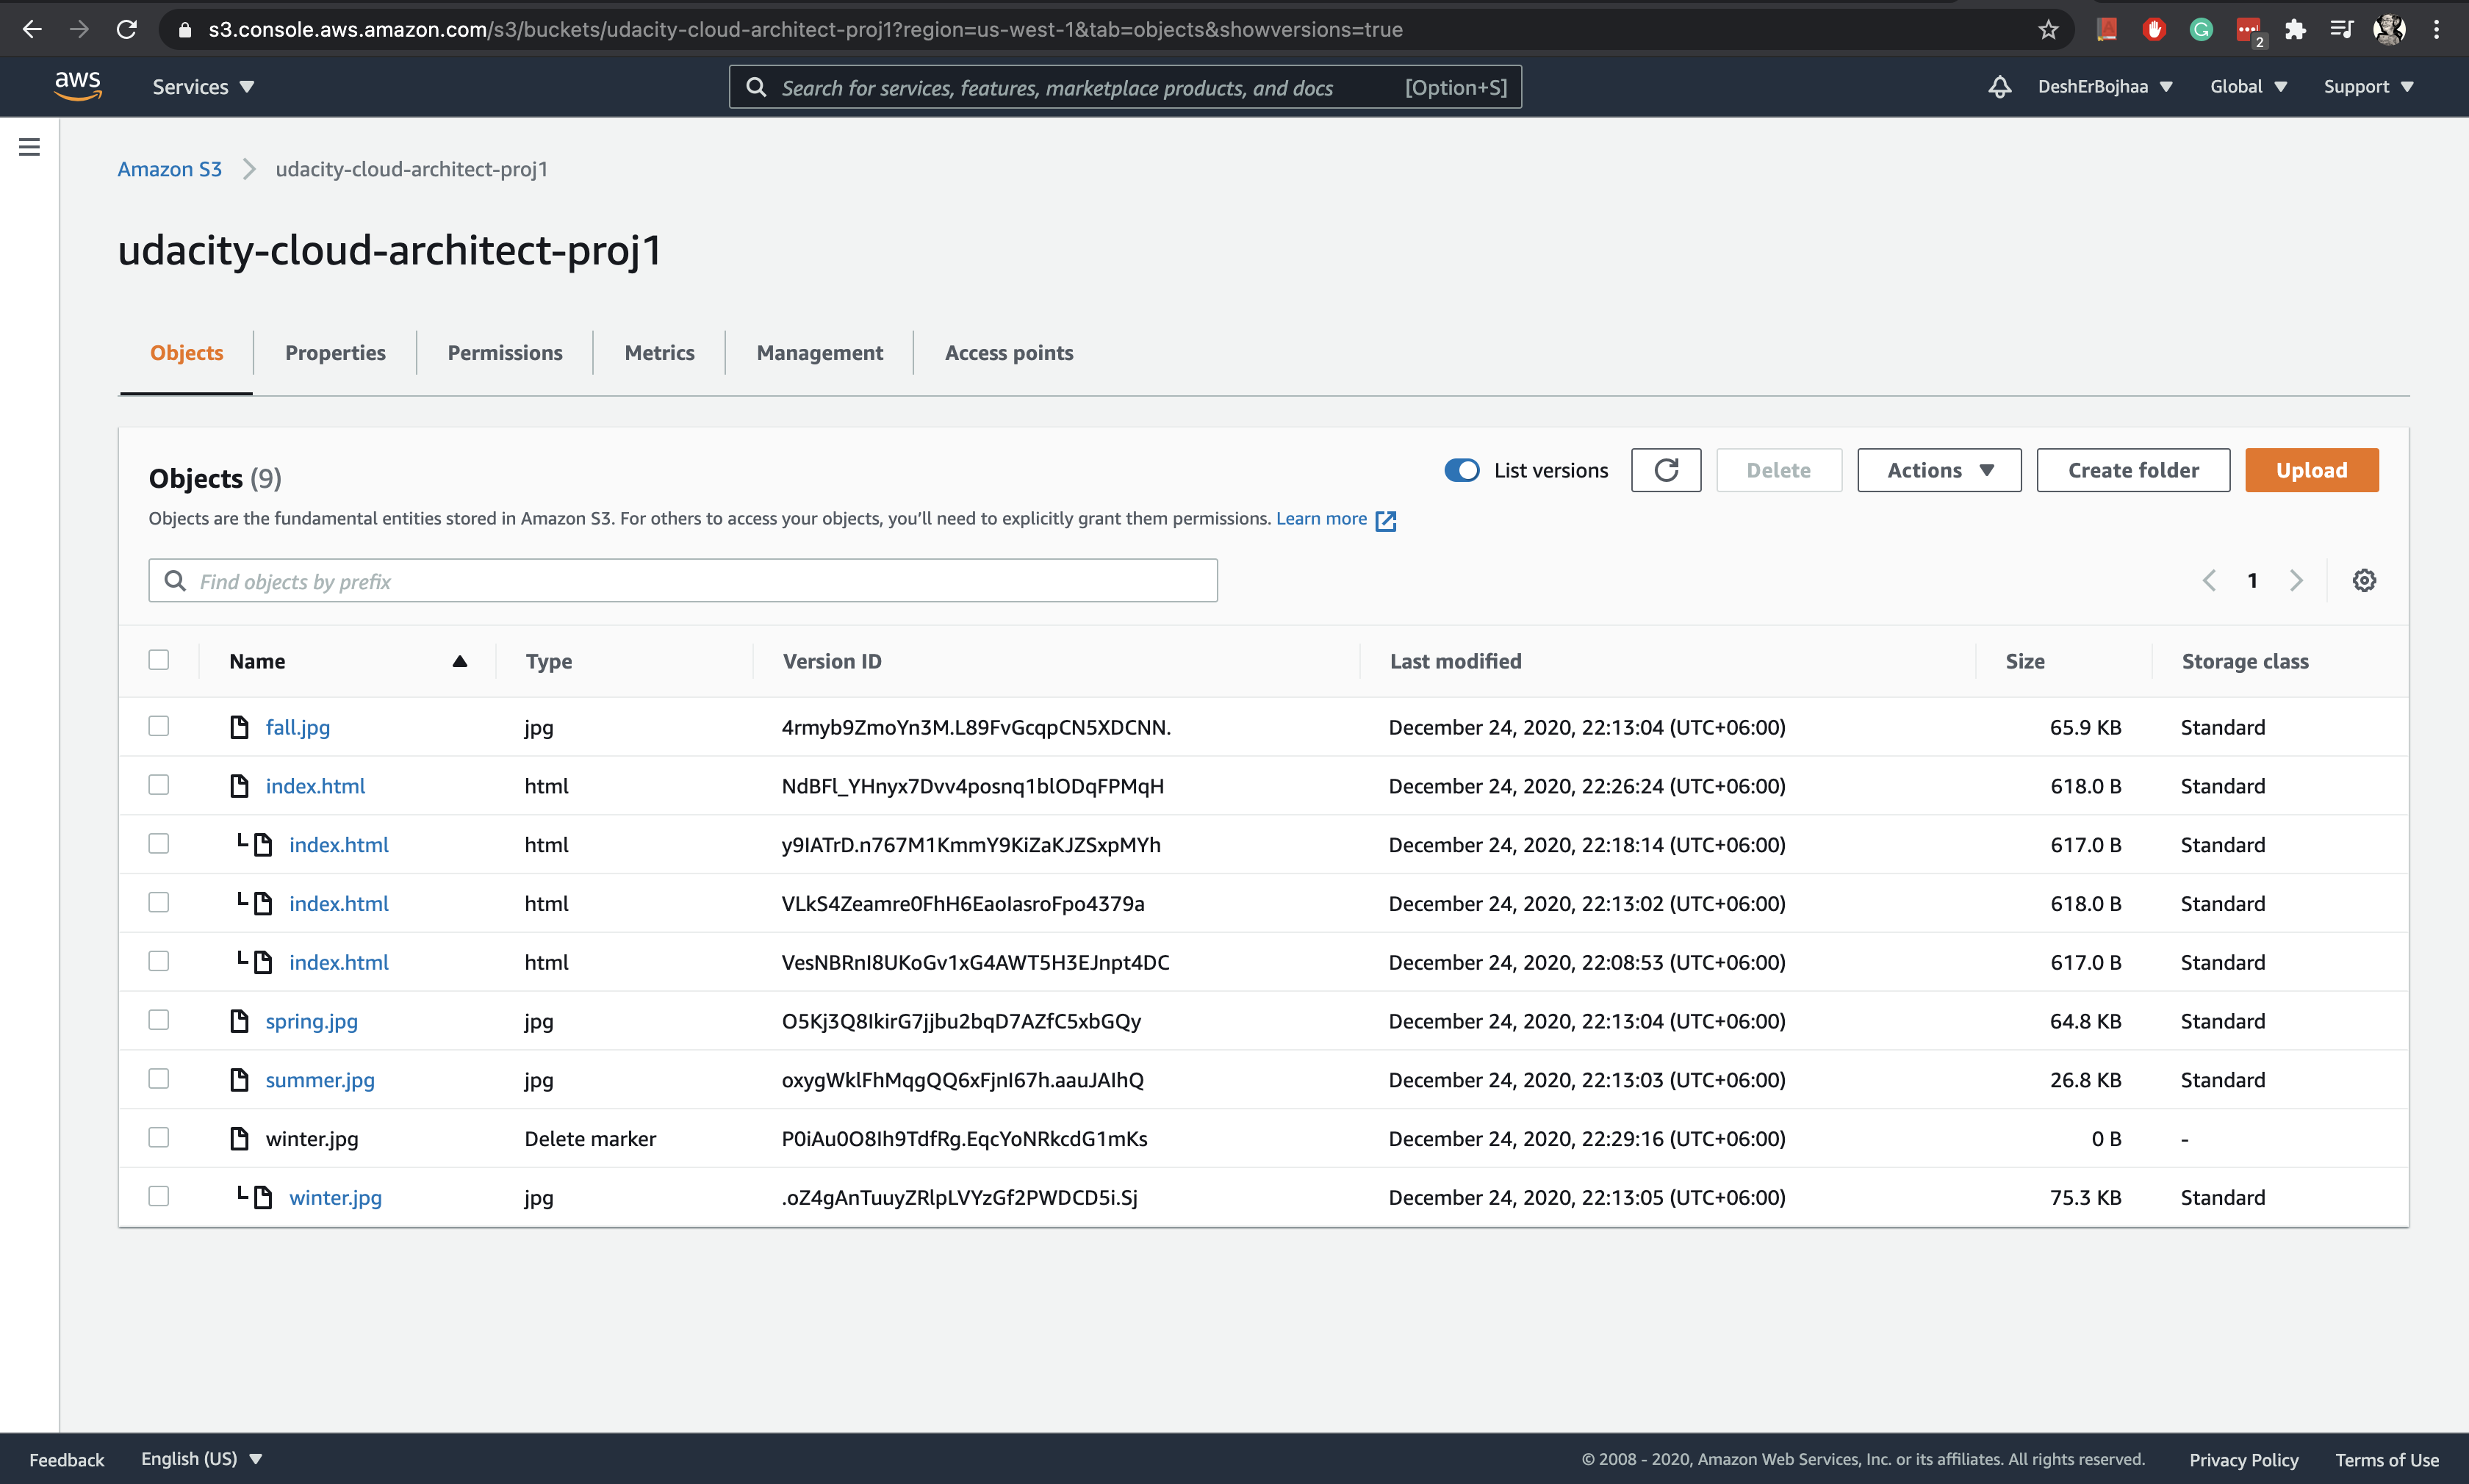 s3.console.aws.amazon.com/s3/buckets/udacity-cloud-architect-proj1?region=us-west-1&tab=objects&showversions=true
2
aws Services Search for services, features, marketplace products, and docs [Option+S] DeshErBojhaa Global Support
Amazon S3 udacity-cloud-architect-proj1
udacity-cloud-architect-proj1
Objects Properties Permissions Metrics Management Access points
Objects (9) List versions Delete Actions Create folder Upload
Objects are the fundamental entities stored in Amazon S3. For others to access your objects, you’ll need to explicitly grant them permissions. Learn more
Find objects by prefix 1
Name Type Version ID Last modified Size Storage class
fall.jpg jpg 4rmyb9ZmoYn3M.L89FvGcqpCN5XDCNN. December 24, 2020, 22:13:04 (UTC+06:00) 65.9 KB Standard
index.html html NdBFl_YHnyx7Dvv4posnq1blODqFPMqH December 24, 2020, 22:26:24 (UTC+06:00) 618.0 B Standard
index.html html y9IATrD.n767M1KmmY9KiZaKJZSxpMYh December 24, 2020, 22:18:14 (UTC+06:00) 617.0 B Standard
index.html html VLkS4Zeamre0FhH6EaoIasroFpo4379a December 24, 2020, 22:13:02 (UTC+06:00) 618.0 B Standard
index.html html VesNBRnI8UKoGv1xG4AWT5H3EJnpt4DC December 24, 2020, 22:08:53 (UTC+06:00) 617.0 B Standard
spring.jpg jpg O5Kj3Q8IkirG7jjbu2bqD7AZfC5xbGQy December 24, 2020, 22:13:04 (UTC+06:00) 64.8 KB Standard
summer.jpg jpg oxygWklFhMqgQQ6xFjnI67h.aauJAIhQ December 24, 2020, 22:13:03 (UTC+06:00) 26.8 KB Standard
winter.jpg Delete marker P0iAu0O8Ih9TdfRg.EqcYoNRkcdG1mKs December 24, 2020, 22:29:16 (UTC+06:00) 0 B -
winter.jpg jpg .oZ4gAnTuuyZRlpLVYzGf2PWDCD5i.Sj December 24, 2020, 22:13:05 (UTC+06:00) 75.3 KB Standard
Feedback English (US) © 2008 - 2020, Amazon Web Services, Inc. or its affiliates. All rights reserved. Privacy Policy Terms of Use